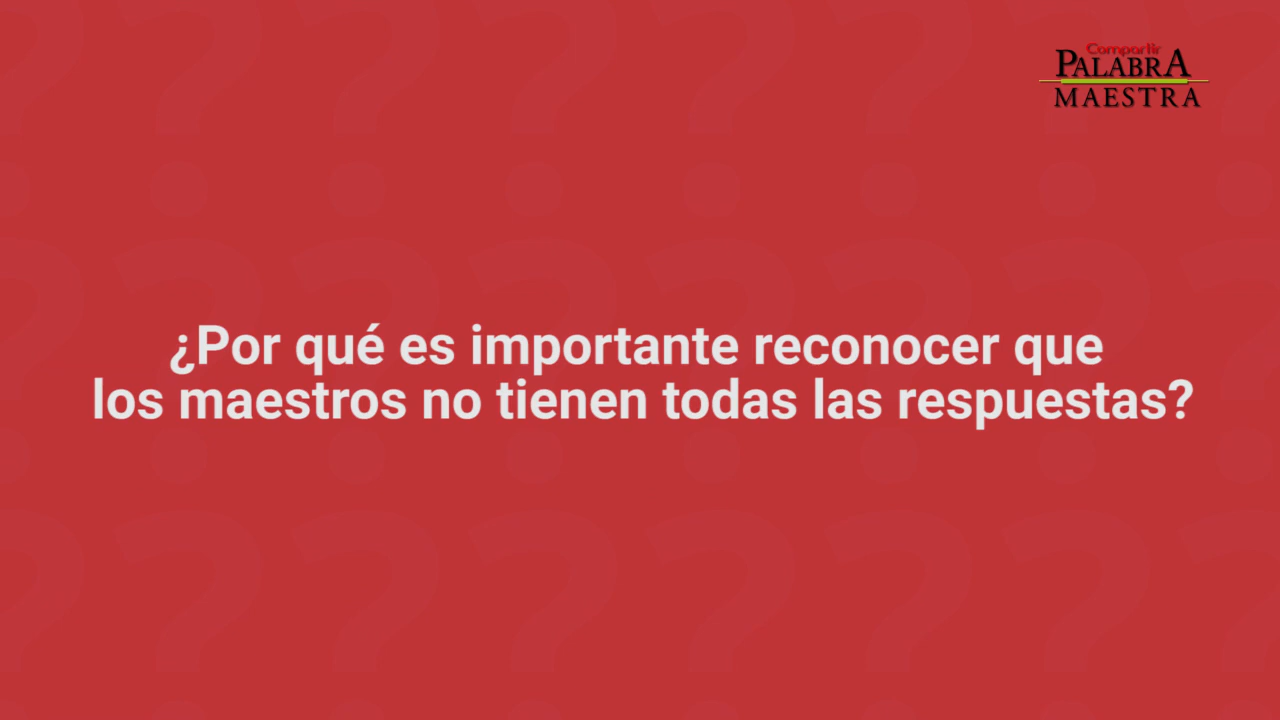 Compartir
PALABRA
MAESTRA
¿Por qué es importante reconocer que
los maestros no tienen todas las respuestas?